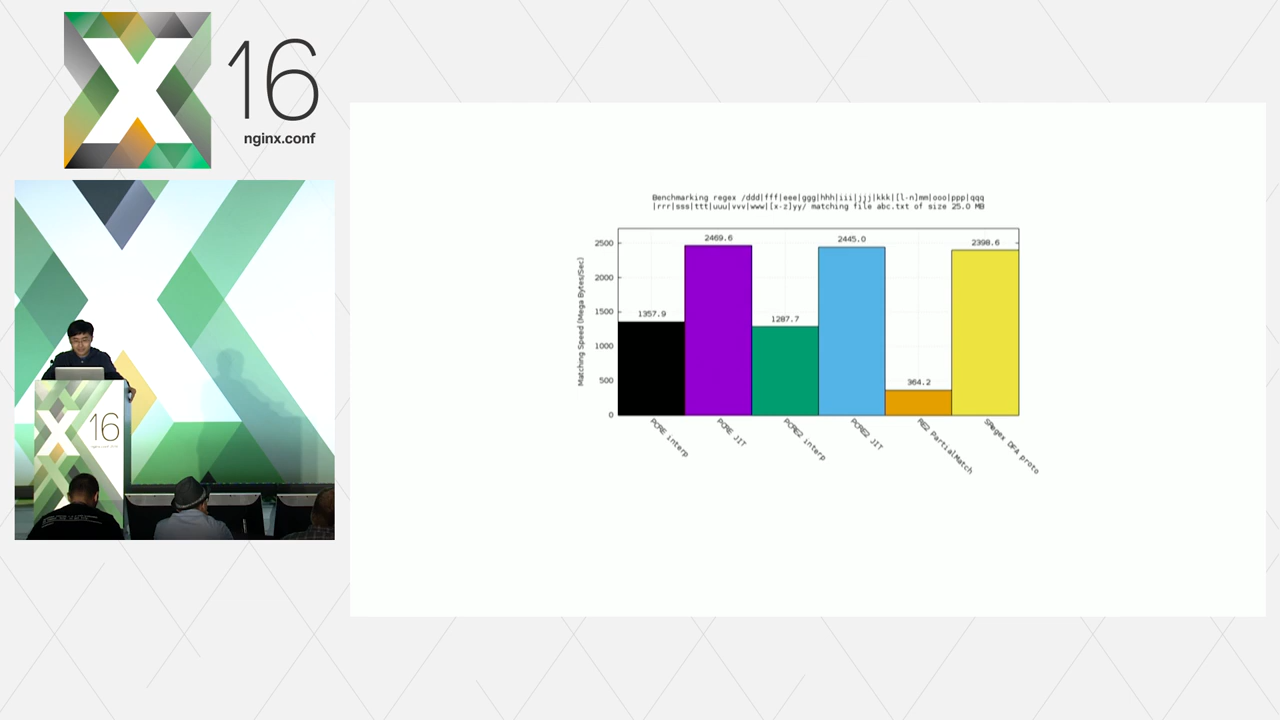 16
nginx.conf
Benchmarking regex /ddd|fff|eee|ggg|hhh|iii|jjj|kkk|[l-n]mm|ooo|ppp|qqq
|rrr|sss|ttt|uuu|vvv|www|[x-z]yy/ matching file abc.txt of size 25.0 MB
Matching Speed (Mega Bytes/Sec)
2500
2000
1500
1000
500
0
1357.9
2469.6
1287.7
2445.0
364.2
2398.6
PCRE interp
PCRE JIT
PCRE2 interp
PCRE2 JIT
RE2 PartialMatch
SRegex DFA proto
16